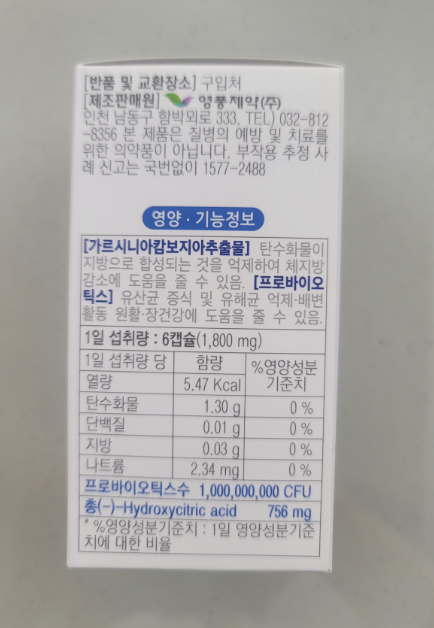 [반품 및 교환장소] 구입처
[제조판매원] 영풍제약(주)
인천 남동구 함박뫼로 333, TEL) 032-812
-8356 본 제품은 질병의 예방 및 치료를
위한 의약품이 아닙니다. 부작용 추정 사
례 신고는 국번없이 1577-2488
영양 · 기능정보
[가르시니아캄보지아추출물] 탄수화물이
지방으로 합성되는 것을 억제하여 체지방
감소에 도움을 줄 수 있음. [프로바이오
틱스] 유산균 증식 및 유해균 억제·배변
활동 원활·장건강에 도움을 줄 수 있음.
1일 섭취량 : 6캡슐(1,800 mg)
1일 섭취량 당 함량 %영양성분
기준치
열량 5.47 Kcal
탄수화물 1.30 g 0 %
단백질 0.01 g 0 %
지방 0.03 g 0 %
나트륨 2.34 mg 0 %
프로바이오틱스수 1,000,000,000 CFU
총(-)-Hydroxycitric acid 756 mg
* %영양성분기준치 : 1일 영양성분기준
치에 대한 비율